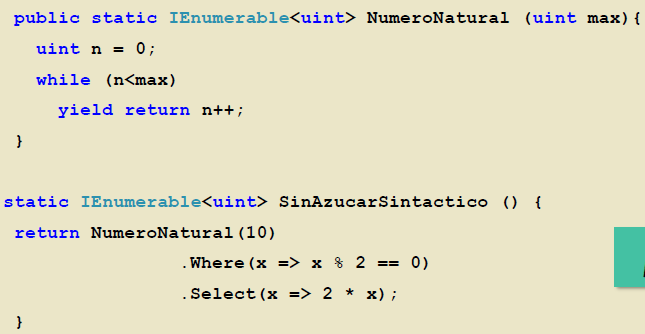 public static IEnumerable<uint> NumeroNatural (uint max){
uint n = 0;
while (n<max)
yield return n++;
}
static IEnumerable<uint> SinAzucarSintactico () {
return NumeroNatural(10)
.Where(x => x % 2 == 0)
.Select(x => 2 * x);
}